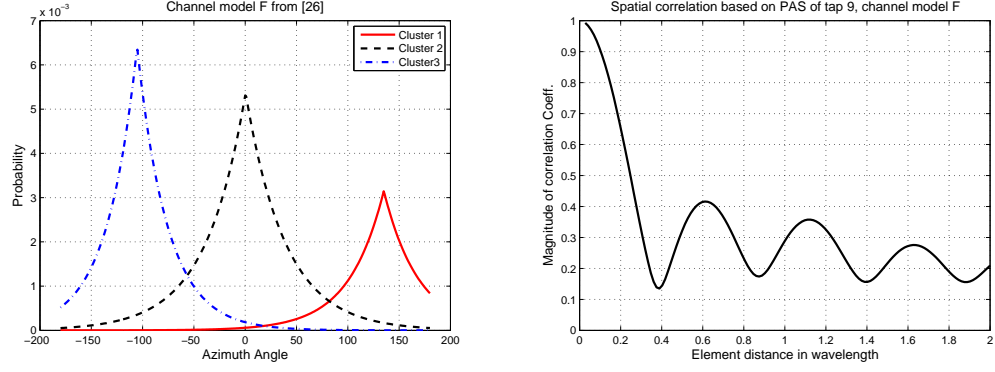 Channel model F from [26]
x 10⁻³
7
6
5
4
3
2
1
0
Probability
−200 −150 −100 −50 0 50 100 150 200
Azimuth Angle
Cluster 1
Cluster 2
Cluster3
Spatial correlation based on PAS of tap 9, channel model F
1
0.9
0.8
0.7
0.6
0.5
0.4
0.3
0.2
0.1
0
Magnitude of correlation Coeff.
0 0.2 0.4 0.6 0.8 1 1.2 1.4 1.6 1.8 2
Element distance in wavelength